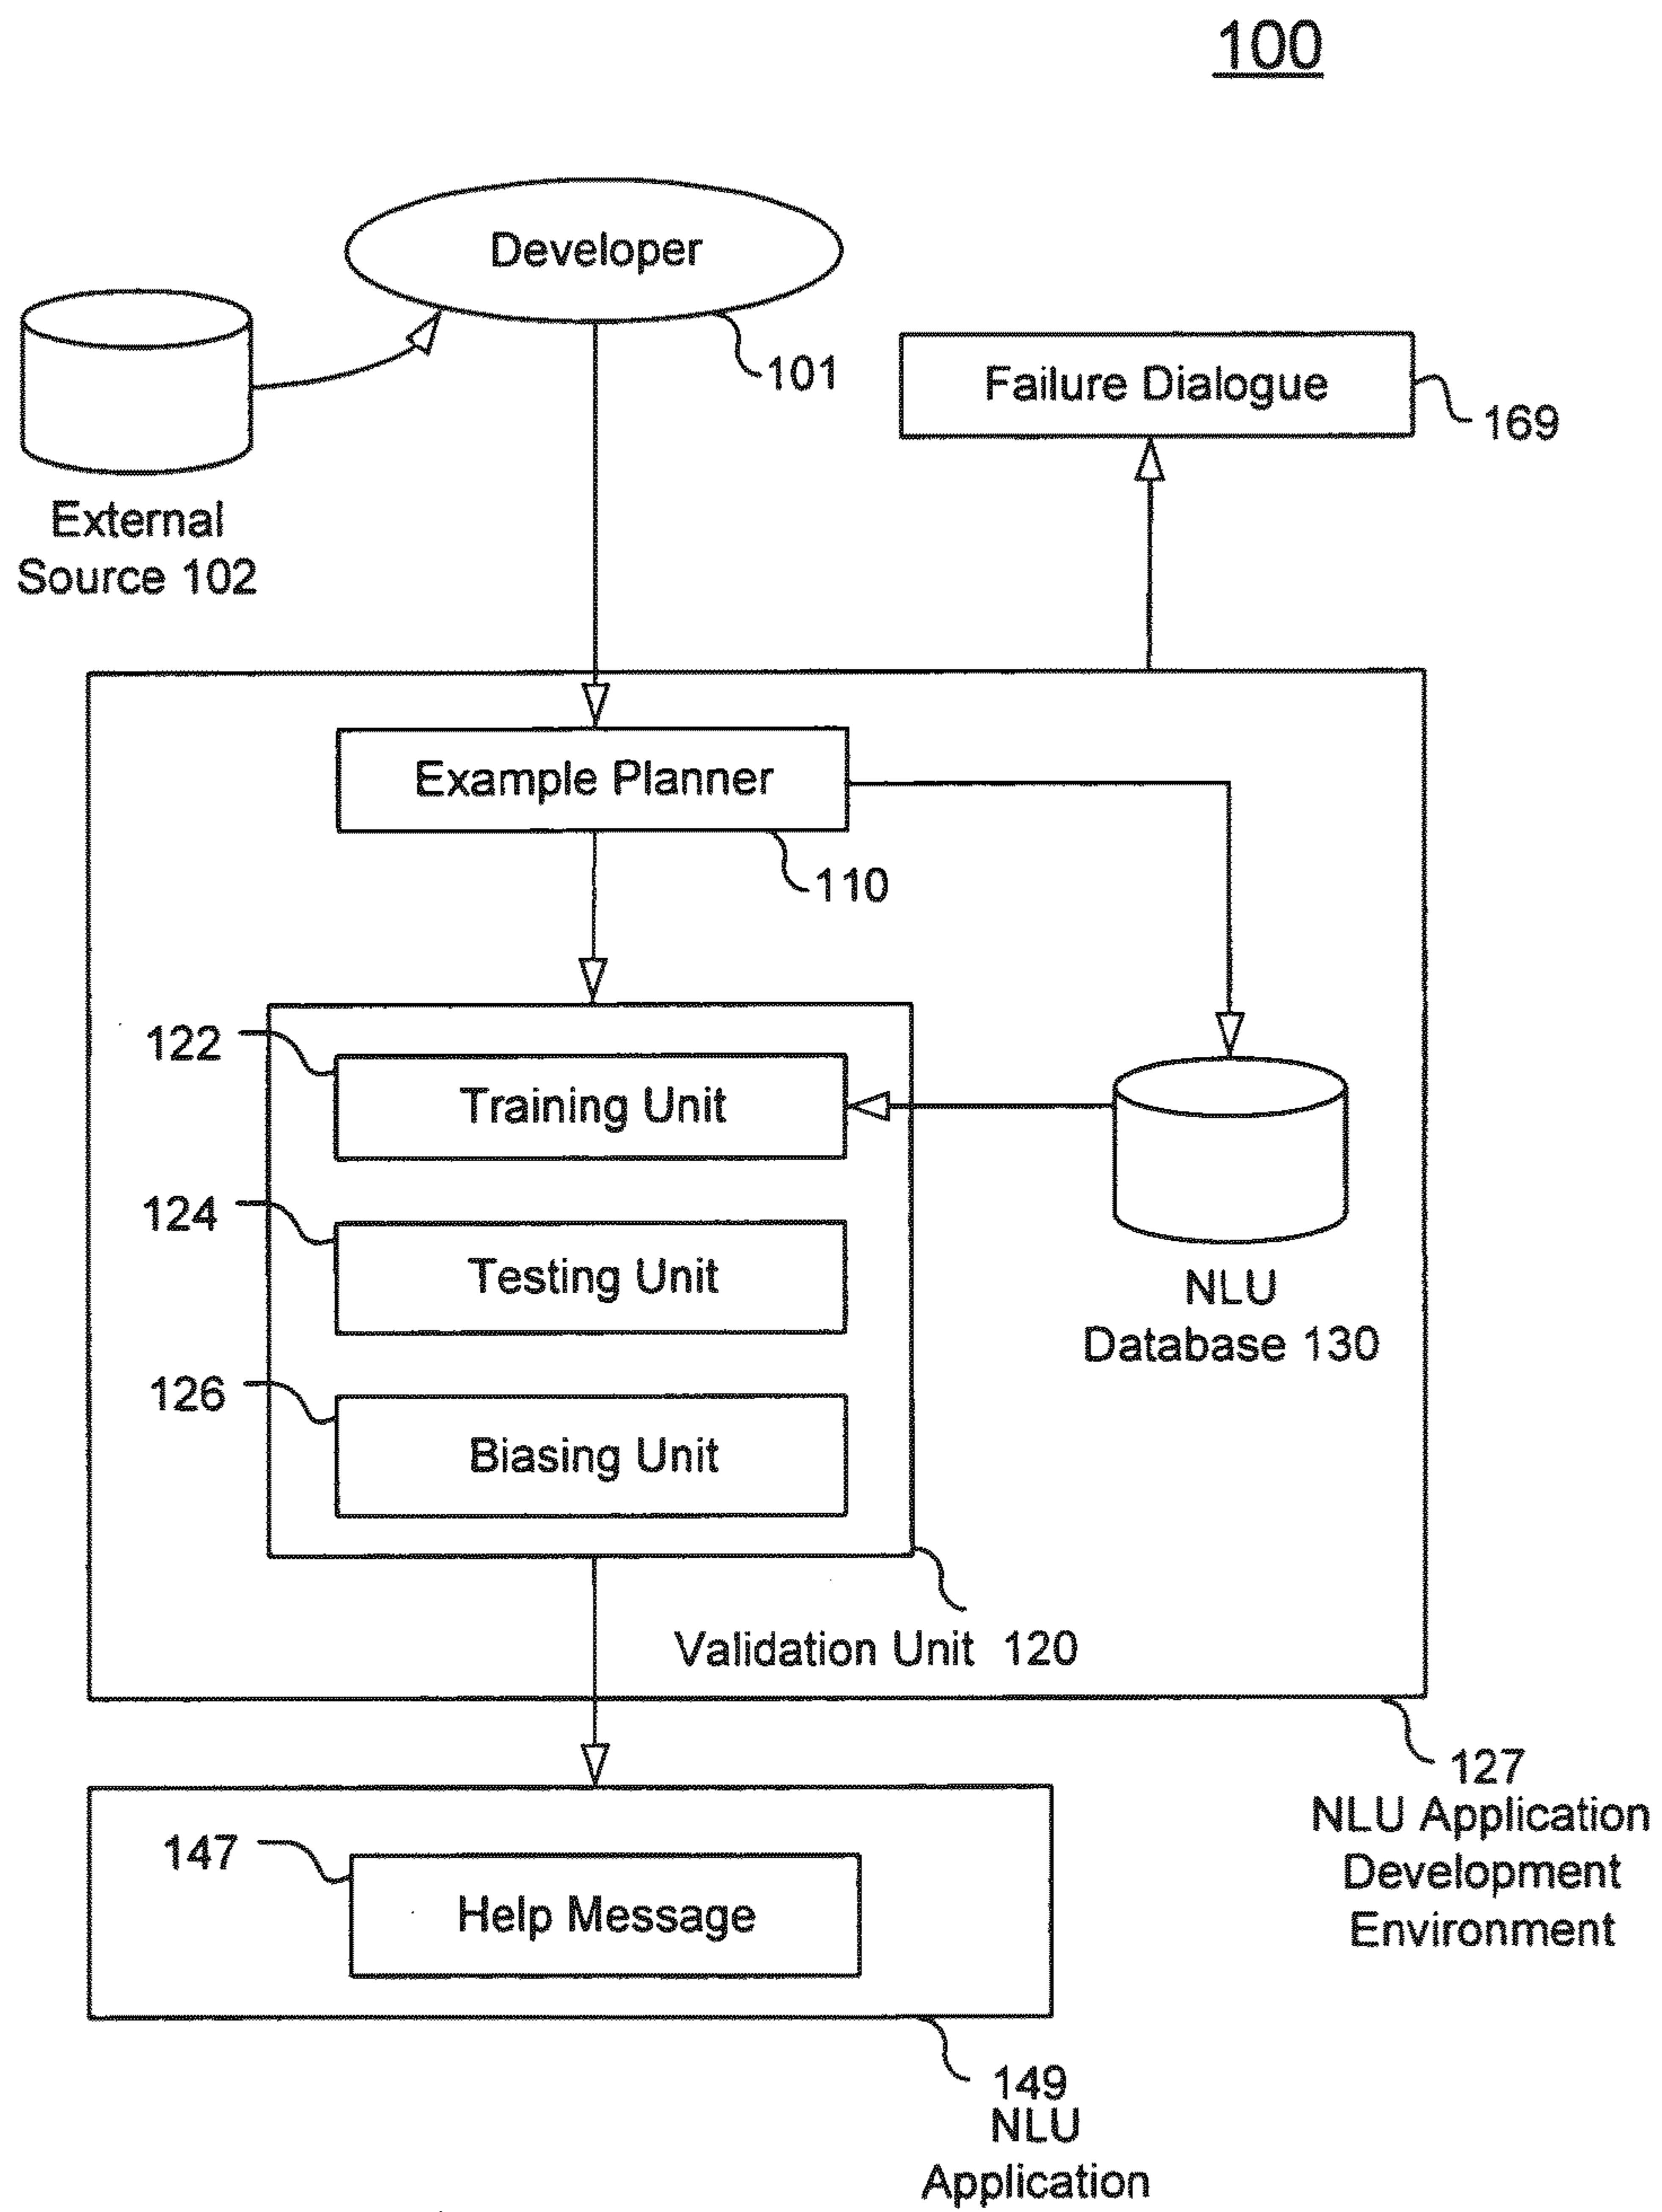 100
Developer
101
Failure Dialogue
169
External
Source 102
Example Planner
110
122
Training Unit
124
Testing Unit
NLU
Database 130
126
Biasing Unit
Validation Unit 120
127
NLU Application
Development
Environment
147
Help Message
149
NLU
Application